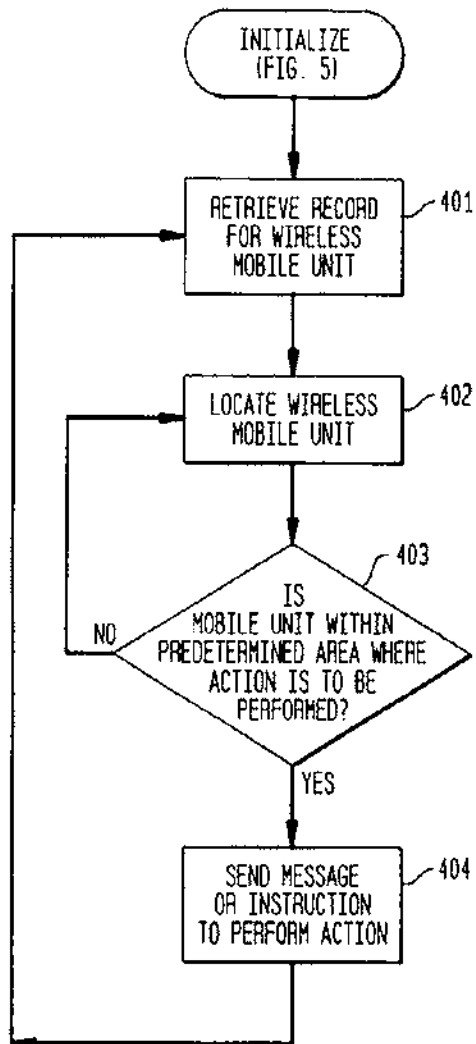 INITIALIZE
(FIG. 5)
401
RETRIEVE RECORD
FOR WIRELESS
MOBILE UNIT
402
LOCATE WIRELESS
MOBILE UNIT
403
IS
MOBILE UNIT WITHIN
PREDETERMINED AREA WHERE
ACTION IS TO BE
PERFORMED?
NO
YES
404
SEND MESSAGE
OR INSTRUCTION
TO PERFORM ACTION